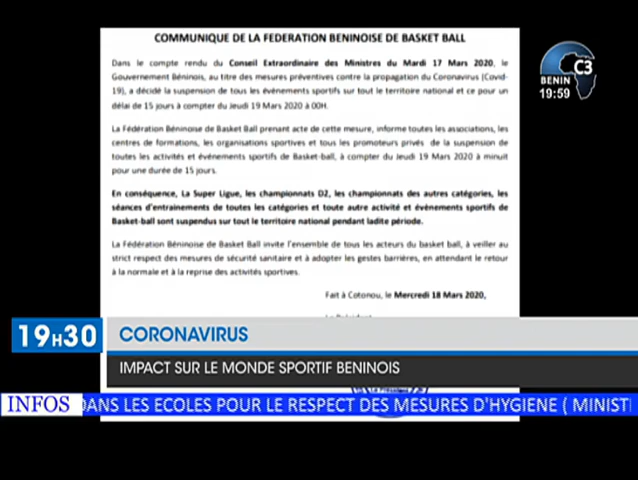 COMMUNIQUE DE LA FEDERATION BENINOISE DE BASKET BALL
Dans le compte rendu du Conseil Extraordinaire des Ministres du Mardi 17 Mars 2020, le
Gouvernement Béninois, au titre des mesures préventives contre la propagation du Coronavirus (Covid-
19), a décidé la suspension de tous les évènements sportifs sur tout le territoire national et ce pour un
délai de 15 jours à compter du Jeudi 19 Mars 2020 à 00H.
La Fédération Béninoise de Basket Ball prenant acte de cette mesure, informe toutes les associations, les
centres de formations, les organisations sportives et tous les promoteurs privés de la suspension de
toutes les activités et événements sportifs de Basket-ball, à compter du Jeudi 19 Mars 2020 à minuit
pour une durée de 15 jours.
En conséquence, La Super Ligue, les championnats D2, les championnats des autres catégories, les
séances d'entrainements de toutes les catégories et toute autre activité et évènements sportifs de
Basket-ball sont suspendus sur tout le territoire national pendant ladite période.
La Fédération Béninoise de Basket Ball invite l'ensemble de tous les acteurs du basket ball, à veiller au
strict respect des mesures de sécurité sanitaire et à adopter les gestes barrières, en attendant le retour
à la normale et à la reprise des activités sportives.
Fait à Cotonou, le Mercredi 18 Mars 2020,
C3
BENIN
19:59
19H30
CORONAVIRUS
IMPACT SUR LE MONDE SPORTIF BENINOIS
INFOS DANS LES ECOLES POUR LE RESPECT DES MESURES D'HYGIENE ( MINISTI